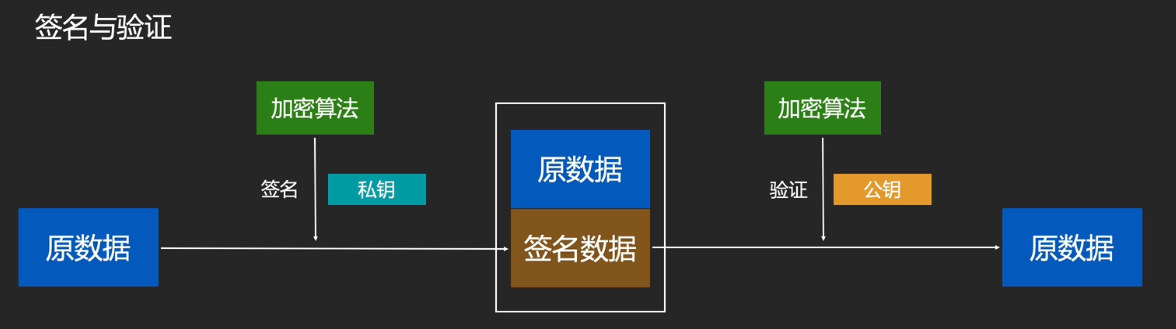 签名与验证
加密算法
加密算法
原数据
签名
私钥
验证
公钥
原数据
签名数据
原数据